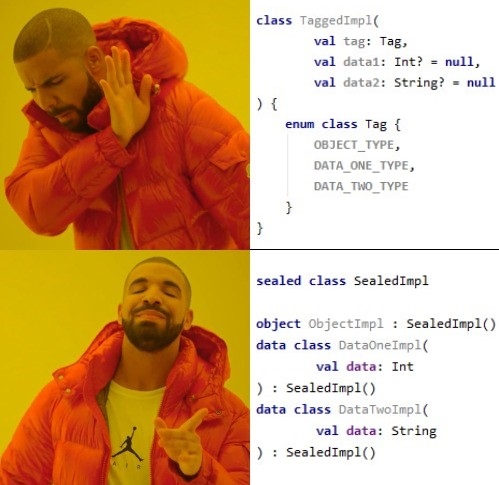 class TaggedImpl(
val tag: Tag,
val data1: Int? = null,
val data2: String? = null
) {
enum class Tag {
OBJECT_TYPE,
DATA_ONE_TYPE,
DATA_TWO_TYPE
}
}
sealed class SealedImpl
object ObjectImpl : SealedImpl()
data class DataOneImpl(
val data: Int
) : SealedImpl()
data class DataTwoImpl(
val data: String
) : SealedImpl()
AIR